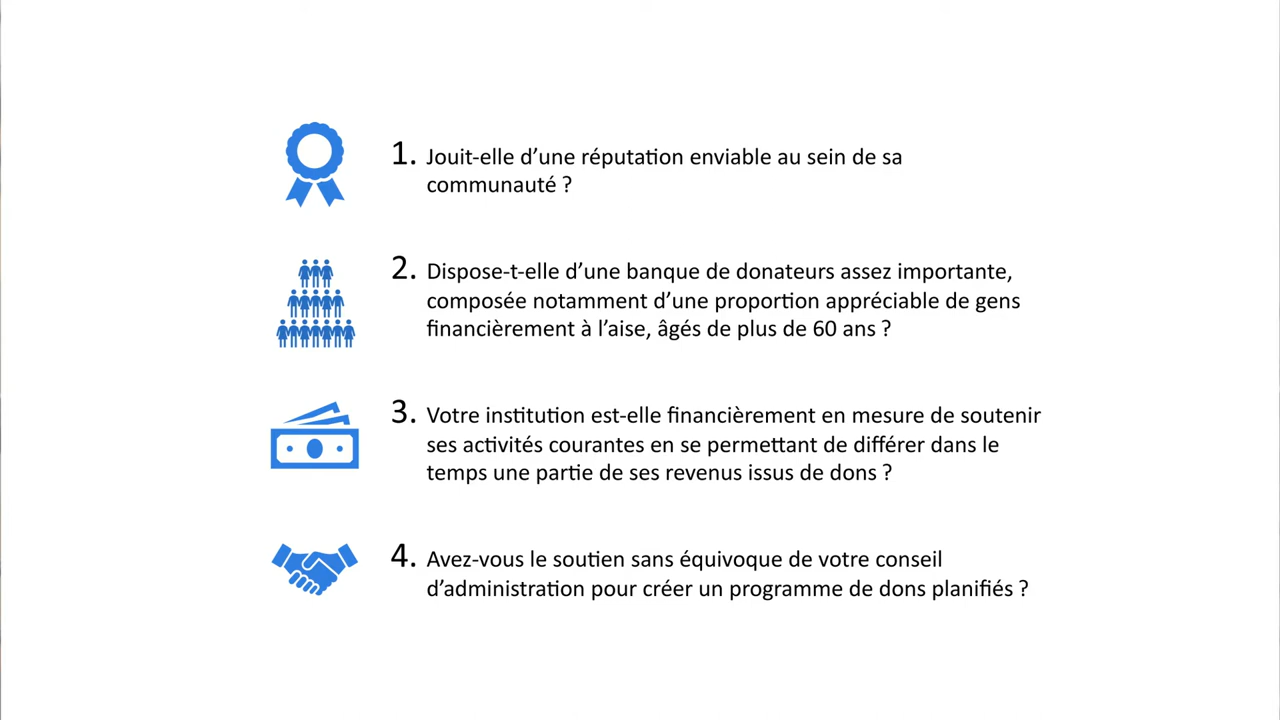 1. Jouit-elle d’une réputation enviable au sein de sa
communauté ?
2. Dispose-t-elle d’une banque de donateurs assez importante,
composée notamment d’une proportion appréciable de gens
financièrement à l’aise, âgés de plus de 60 ans ?
3. Votre institution est-elle financièrement en mesure de soutenir
ses activités courantes en se permettant de différer dans le
temps une partie de ses revenus issus de dons ?
4. Avez-vous le soutien sans équivoque de votre conseil
d’administration pour créer un programme de dons planifiés ?